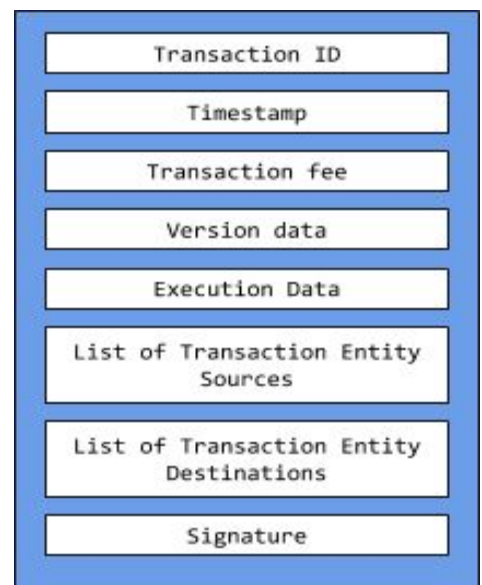 Transaction ID
Timestamp
Transaction fee
Version data
Execution Data
List of Transaction Entity
Sources
List of Transaction Entity
Destinations
Signature